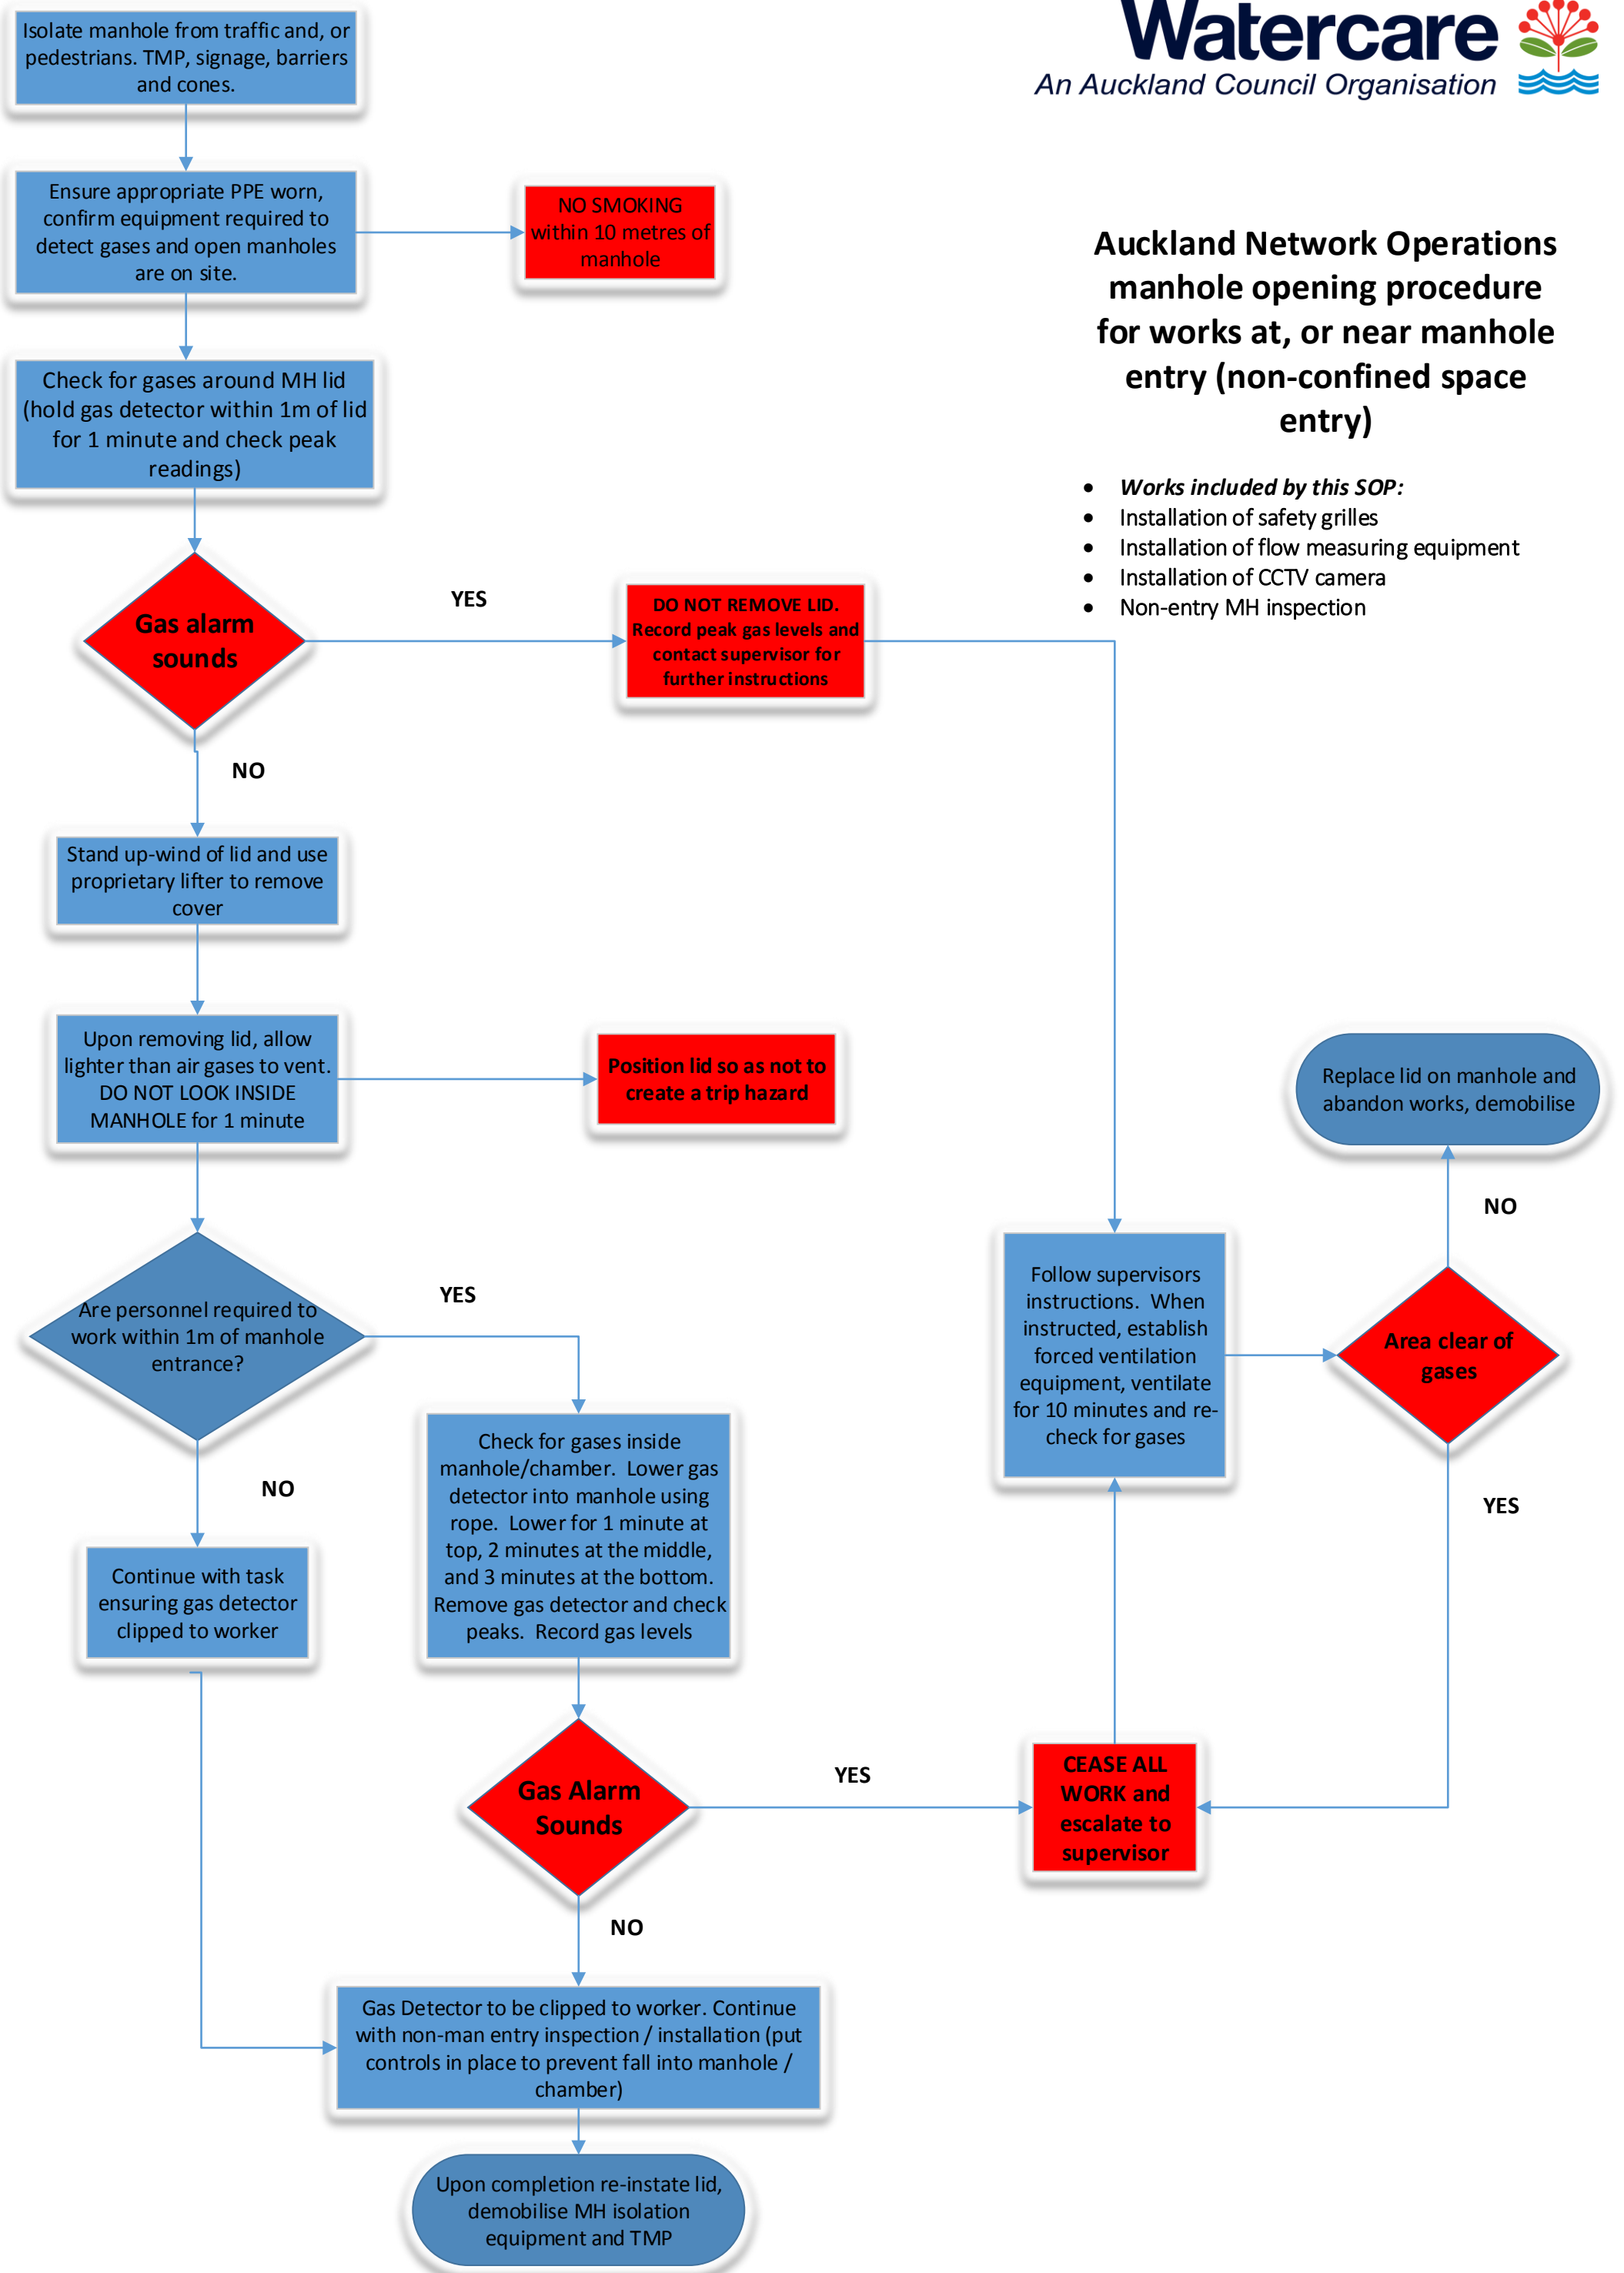 Watercare
An Auckland Council Organisation
Auckland Network Operations
manhole opening procedure
for works at, or near manhole
entry (non-confined space
entry)
• Works included by this SOP:
• Installation of safety grilles
• Installation of flow measuring equipment
• Installation of CCTV camera
• Non-entry MH inspection
Isolate manhole from traffic and, or
pedestrians. TMP, signage, barriers
and cones.
Ensure appropriate PPE worn,
confirm equipment required to
detect gases and open manholes
are on site.
NO SMOKING
within 10 metres of
manhole
Check for gases around MH lid
(hold gas detector within 1m of lid
for 1 minute and check peak
readings)
Gas alarm
sounds
YES
DO NOT REMOVE LID.
Record peak gas levels and
contact supervisor for
further instructions
NO
Stand up-wind of lid and use
proprietary lifter to remove
cover
Upon removing lid, allow
lighter than air gases to vent.
DO NOT LOOK INSIDE
MANHOLE for 1 minute
Position lid so as not to
create a trip hazard
Are personnel required to
work within 1m of manhole
entrance?
YES
NO
Continue with task
ensuring gas detector
clipped to worker
Check for gases inside
manhole/chamber. Lower gas
detector into manhole using
rope. Lower for 1 minute at
top, 2 minutes at the middle,
and 3 minutes at the bottom.
Remove gas detector and check
peaks. Record gas levels
Gas Alarm
Sounds
YES
CEASE ALL
WORK and
escalate to
supervisor
Follow supervisors
instructions. When
instructed, establish
forced ventilation
equipment, ventilate
for 10 minutes and re-
check for gases
Area clear of
gases
NO
Replace lid on manhole and
abandon works, demobilise
YES
NO
Gas Detector to be clipped to worker. Continue
with non-man entry inspection / installation (put
controls in place to prevent fall into manhole /
chamber)
Upon completion re-instate lid,
demobilise MH isolation
equipment and TMP